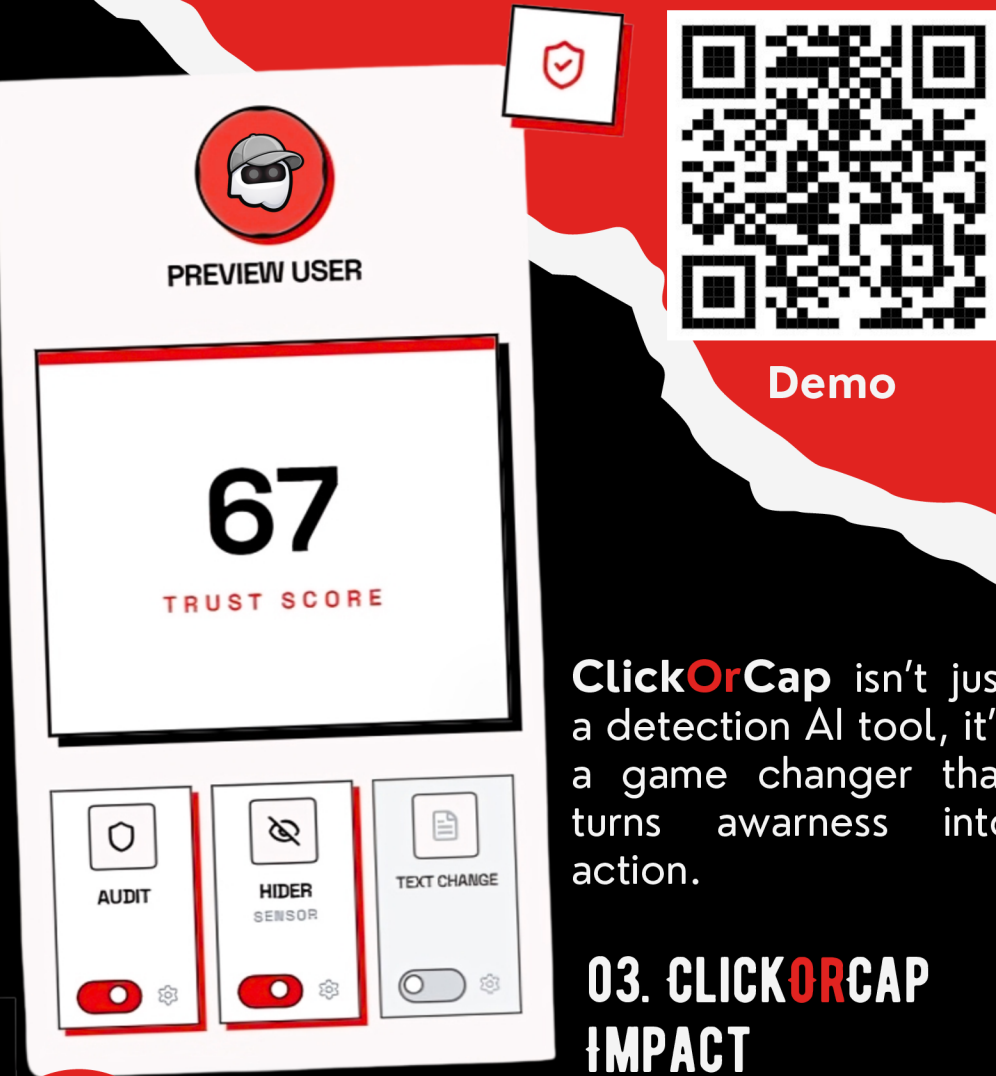 PREVIEW USER
67
TRUST SCORE
AUDIT
HIDER
SENSOR
TEXT CHANGE
Demo
ClickOrCap isn't jus
a detection AI tool, it'
a game changer tha
turns awarness into
action.
03. CLICKORCAP
IMPACT